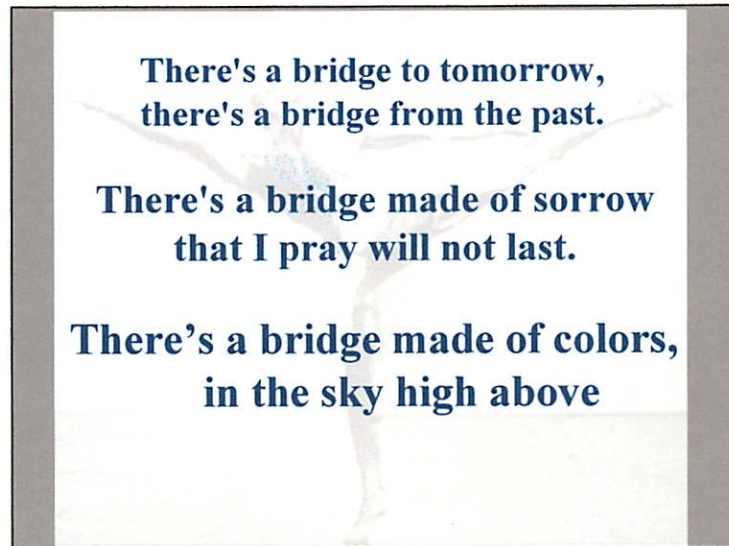 There's a bridge to tomorrow,
there's a bridge from the past.
There's a bridge made of sorrow
that I pray will not last.
There’s a bridge made of colors,
in the sky high above